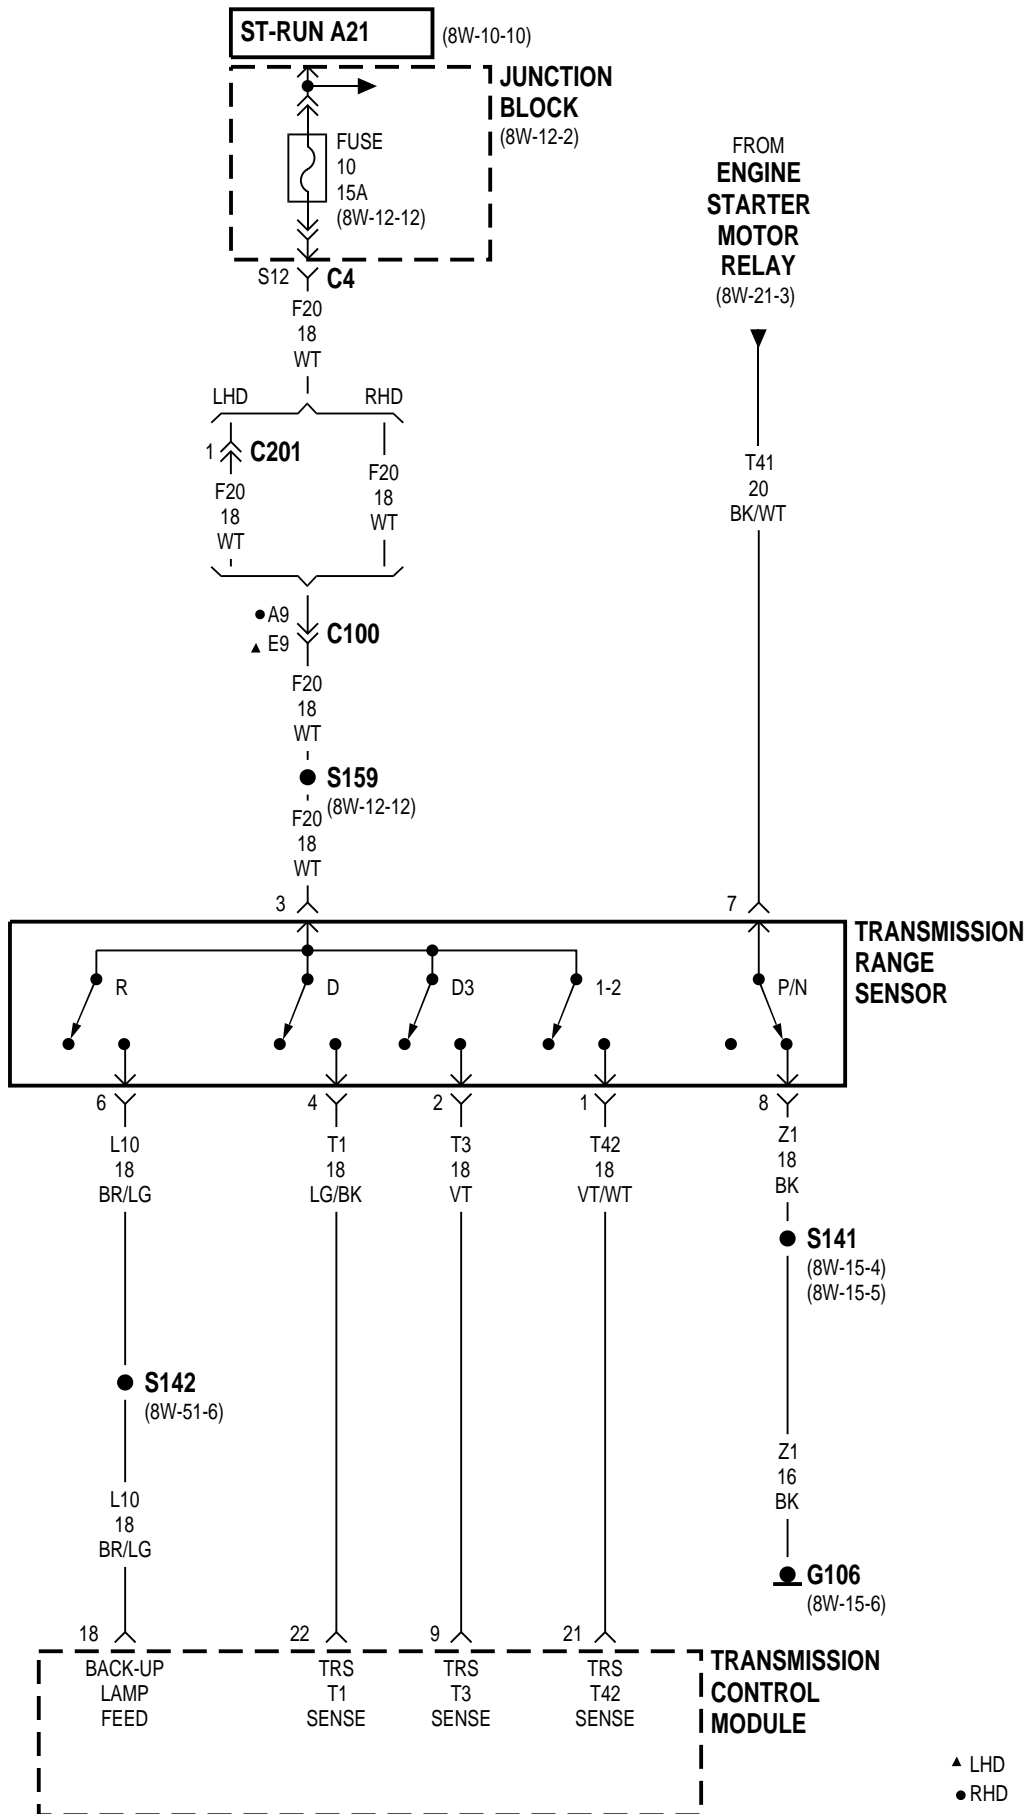 ST-RUN A21
(8W-10-10)
JUNCTION
BLOCK
(8W-12-2)
FUSE
10
15A
(8W-12-12)
S12
C4
F20
18
WT
LHD
RHD
1
C201
F20
18
WT
F20
18
WT
A9
E9
C100
F20
18
WT
S159
(8W-12-12)
F20
18
WT
3
FROM
ENGINE
STARTER
MOTOR
RELAY
(8W-21-3)
T41
20
BK/WT
7
TRANSMISSION
RANGE
SENSOR
R
D
D3
1-2
P/N
6
4
2
1
8
L10
18
BR/LG
T1
18
LG/BK
T3
18
VT
T42
18
VT/WT
Z1
18
BK
S141
(8W-15-4)
(8W-15-5)
S142
(8W-51-6)
L10
18
BR/LG
Z1
16
BK
G106
(8W-15-6)
18
22
9
21
BACK-UP
LAMP
FEED
TRS
T1
SENSE
TRS
T3
SENSE
TRS
T42
SENSE
TRANSMISSION
CONTROL
MODULE
LHD
RHD